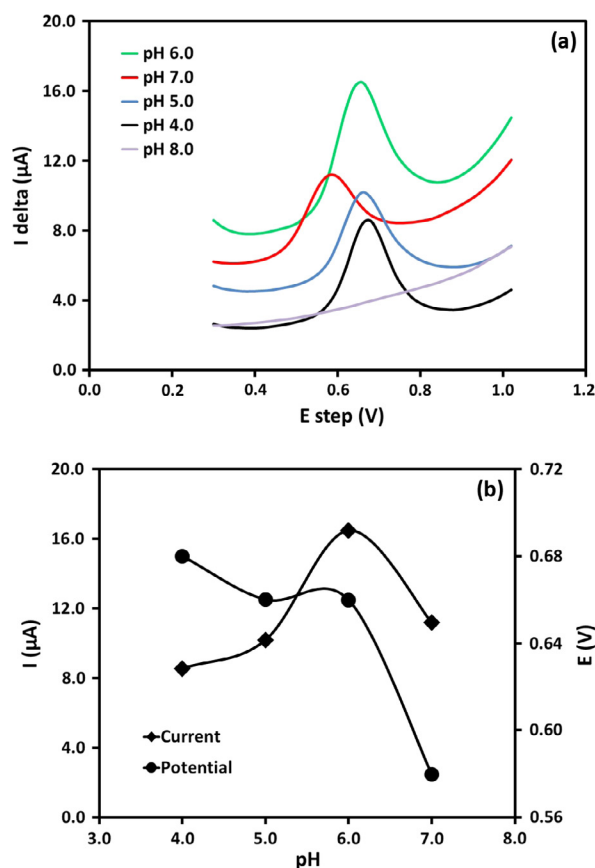 (a)
20.0
16.0
12.0
8.0
4.0
0.0
I delta (µA)
pH 6.0
pH 7.0
pH 5.0
pH 4.0
pH 8.0
0.0 0.2 0.4 0.6 0.8 1.0 1.2
E step (V)
(b)
20.0
16.0
12.0
8.0
4.0
0.0
I (µA)
Current
Potential
0.72
0.68
0.64
0.60
0.56
E (V)
3.0 4.0 5.0 6.0 7.0 8.0
pH